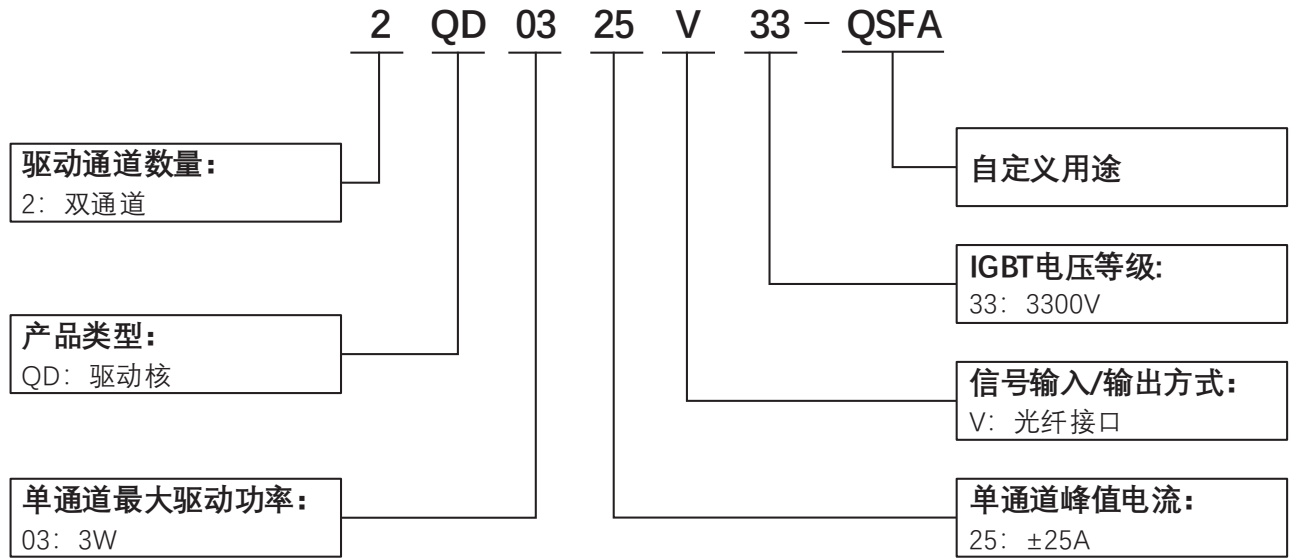 2 QD 03 25 V 33 － QSFA
驱动通道数量：
2：双通道
自定义用途
IGBT电压等级:
33：3300V
产品类型：
QD：驱动核
信号输入/输出方式：
V：光纤接口
单通道最大驱动功率：
03：3W
单通道峰值电流：
25：±25A